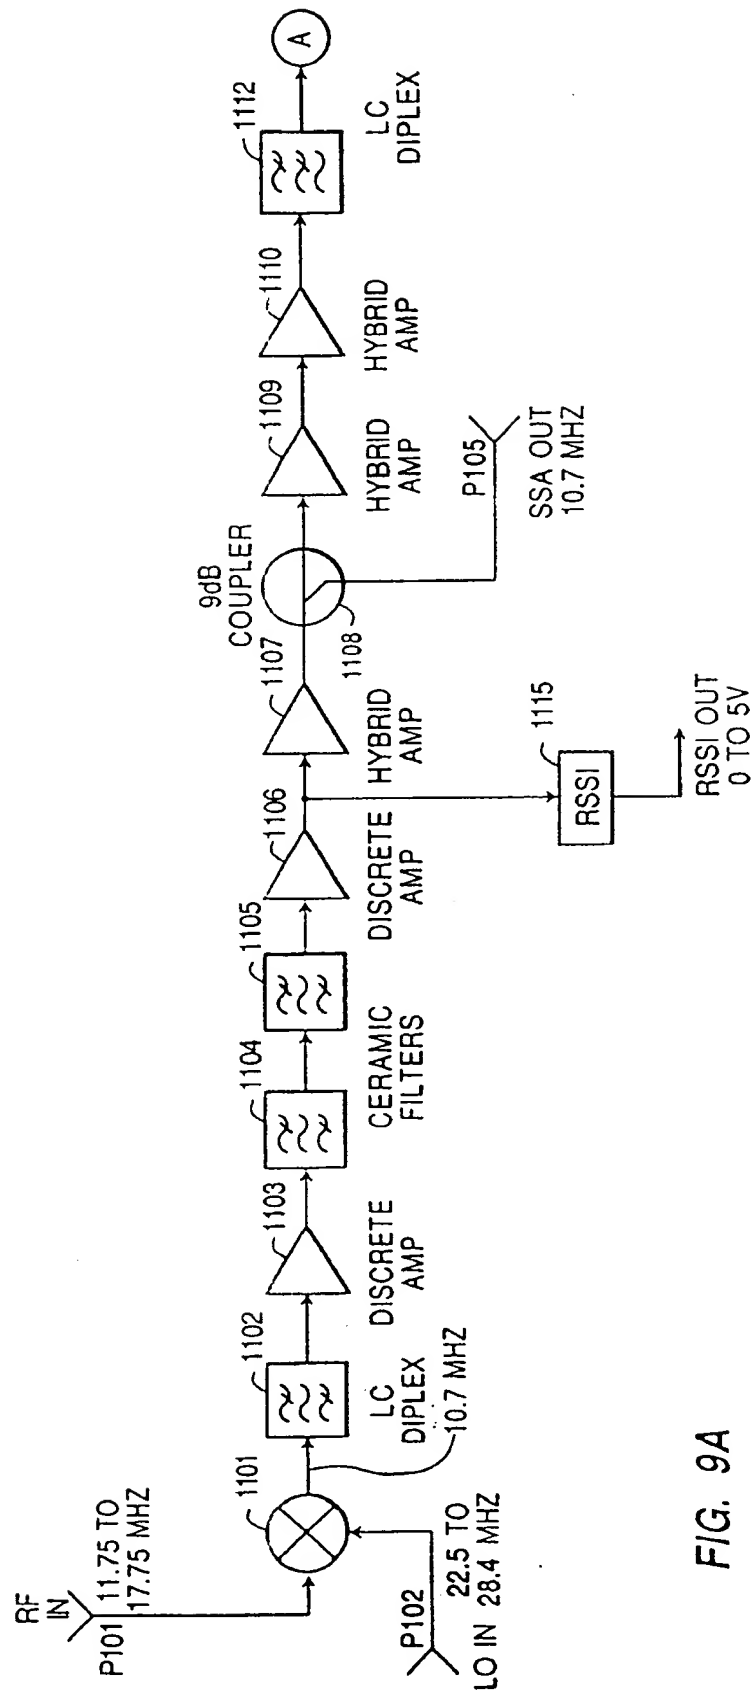 RF
IN
P101
11.75 TO
17.75 MHZ
P102
LO IN
22.5 TO
28.4 MHZ
1101
10.7 MHZ
1102
LC
DIPLEX
1103
DISCRETE
AMP
1104
1105
CERAMIC
FILTERS
1106
DISCRETE
AMP
1115
RSSI
RSSI OUT
0 TO 5V
1107
HYBRID
AMP
9dB
COUPLER
1108
P105
SSA OUT
10.7 MHZ
1109
HYBRID
AMP
1110
HYBRID
AMP
1112
LC
DIPLEX
A
FIG. 9A